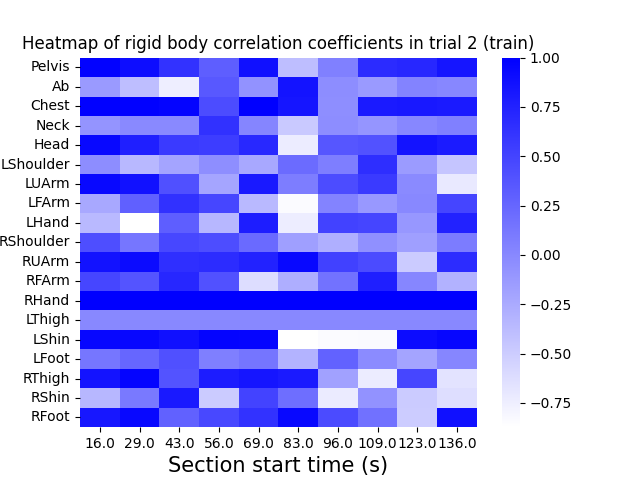 Heatmap of rigid body correlation coefficients in trial 2 (train)
Pelvis
Ab
Chest
Neck
Head
LShoulder
LUArm
LFArm
LHand
RShoulder
RUArm
RFArm
RHand
LThigh
LShin
LFoot
RThigh
RShin
RFoot
16.0 29.0 43.0 56.0 69.0 83.0 96.0 109.0 123.0 136.0
Section start time (s)
1.00
0.75
0.50
0.25
0.00
−0.25
−0.50
−0.75